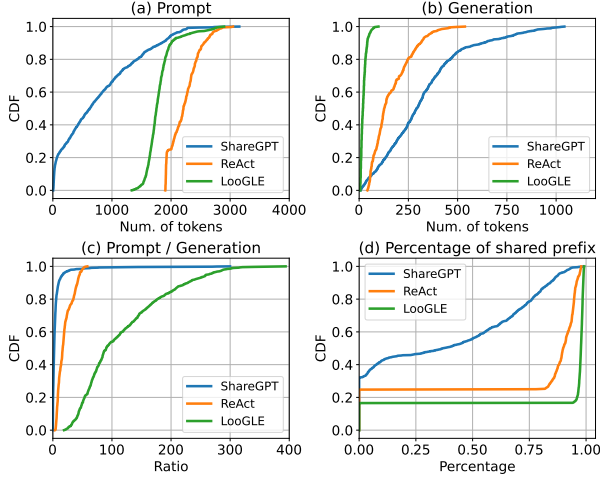 (a) Prompt
1.0
0.8
0.6
0.4
0.2
0.0
CDF
ShareGPT
ReAct
LooGLE
0 1000 2000 3000 4000
Num. of tokens
(b) Generation
1.0
0.8
0.6
0.4
0.2
0.0
CDF
ShareGPT
ReAct
LooGLE
0 250 500 750 1000
Num. of tokens
(c) Prompt / Generation
1.0
0.8
0.6
0.4
0.2
0.0
CDF
ShareGPT
ReAct
LooGLE
0 100 200 300 400
Ratio
(d) Percentage of shared prefix
1.0
0.8
0.6
0.4
0.2
0.0
CDF
ShareGPT
ReAct
LooGLE
0.00 0.25 0.50 0.75 1.00
Percentage